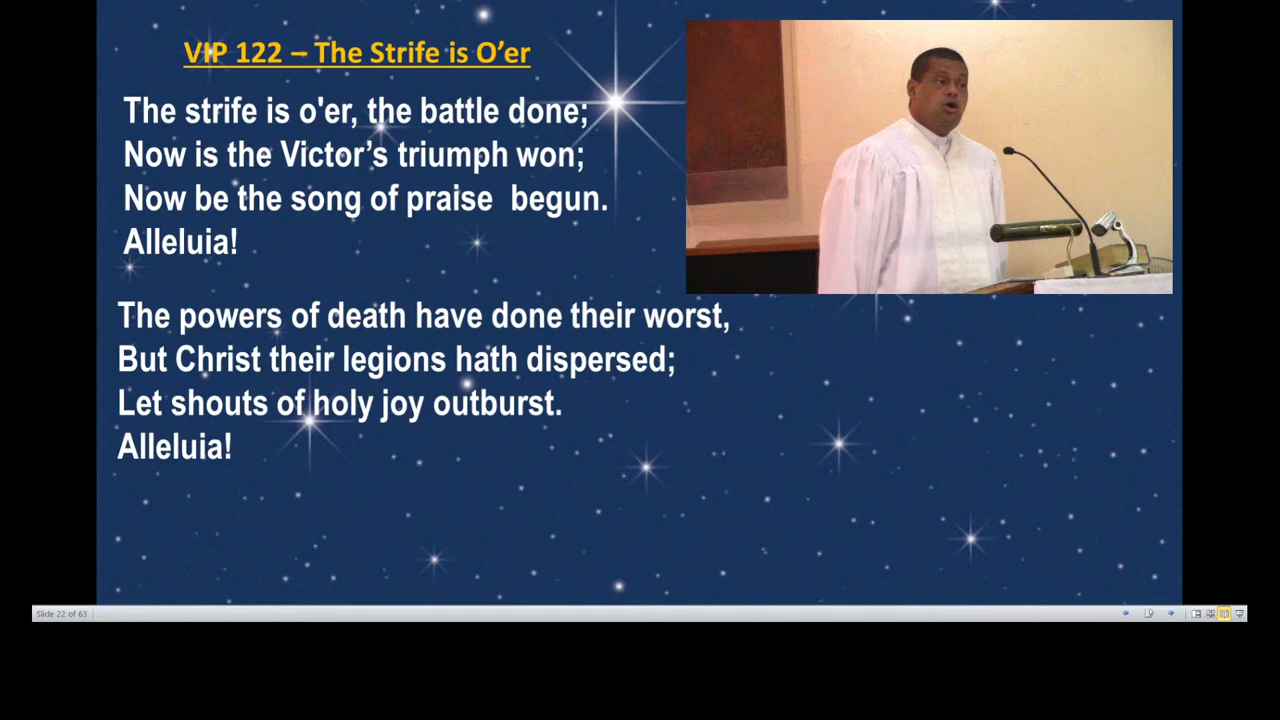 VIP 122 – The Strife is O’er
The strife is o'er, the battle done;
Now is the Victor’s triumph won;
Now be the song of praise  begun.
Alleluia!
The powers of death have done their worst,
But Christ their legions hath dispersed;
Let shouts of holy joy outburst.
Alleluia!
Slide 22 of 63